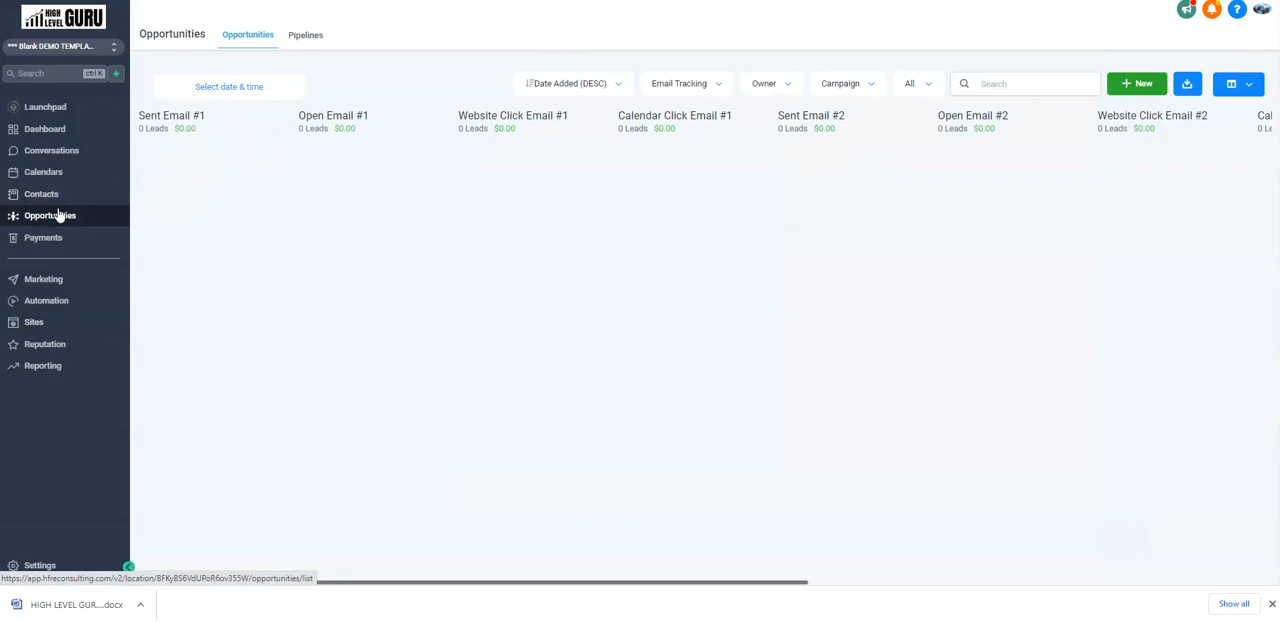 HIGH LEVEL GURU
Opportunities
Opportunities
Pipelines
*** Blank DEMO TEMPLA...
Search
ctrl K
Select date & time
Date Added (DESC)
Email Tracking
Owner
Campaign
All
Search
+ New
Launchpad
Dashboard
Conversations
Calendars
Contacts
Opportunities
Payments
Marketing
Automation
Sites
Reputation
Reporting
Settings
Sent Email #1
0 Leads $0.00
Open Email #1
0 Leads $0.00
Website Click Email #1
0 Leads $0.00
Calendar Click Email #1
0 Leads $0.00
Sent Email #2
0 Leads $0.00
Open Email #2
0 Leads $0.00
Website Click Email #2
0 Leads $0.00
Cal
0 Le
https://app.hfreconsulting.com/v2/location/BFKyBS6VdUPoR6ov355W/opportunities/list
HIGH LEVEL GUR....docx
Show all